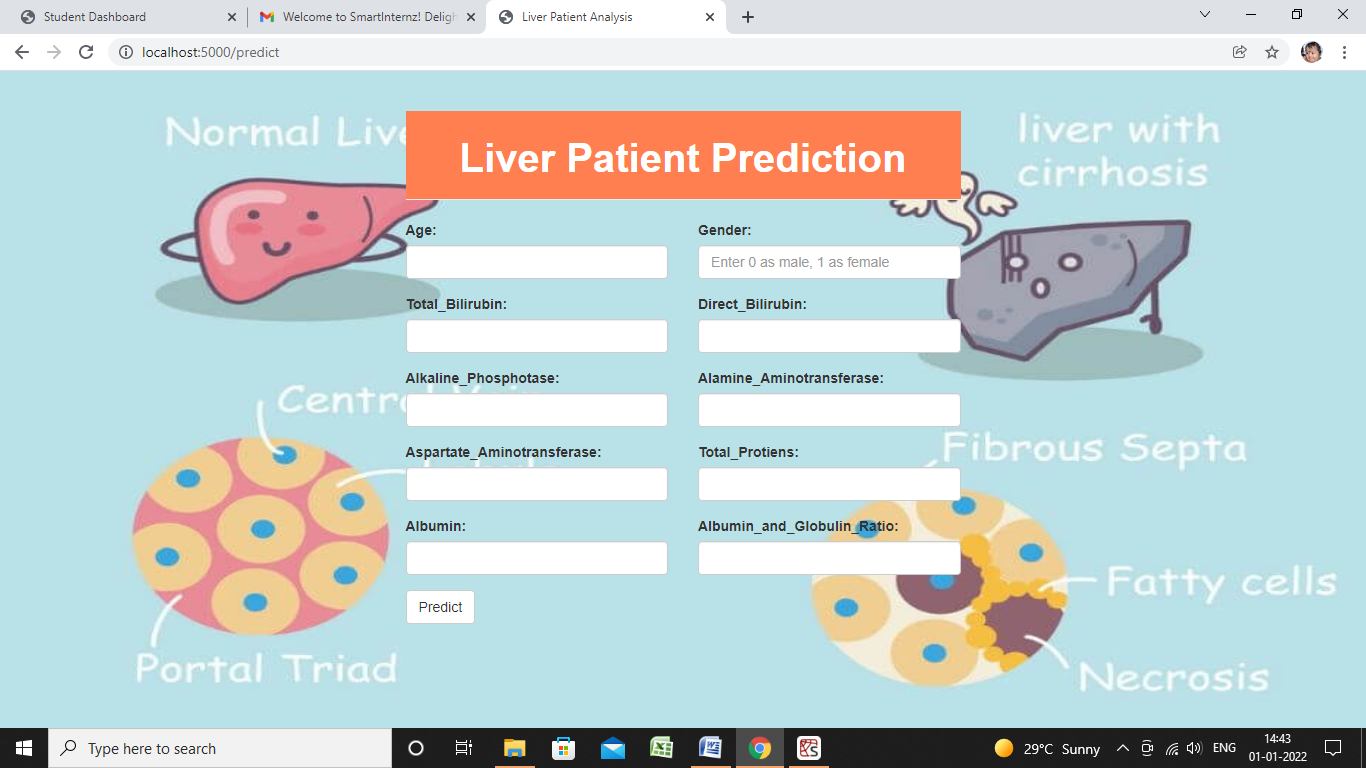 Student Dashboard
Welcome to SmartInternz! Deligh
Liver Patient Analysis
localhost:5000/predict
Normal Live
liver with
cirrhosis
Liver Patient Prediction
Age:
Gender:
Enter 0 as male, 1 as female
Total_Bilirubin:
Direct_Bilirubin:
Alkaline_Phosphotase:
Alamine_Aminotransferase:
Central Vein
Aspartate_Aminotransferase:
Total_Protiens:
Fibrous Septa
Albumin:
Albumin_and_Globulin_Ratio:
Fatty cells
Predict
Portal Triad
Necrosis
Type here to search
29°C Sunny
ENG
14:43
01-01-2022